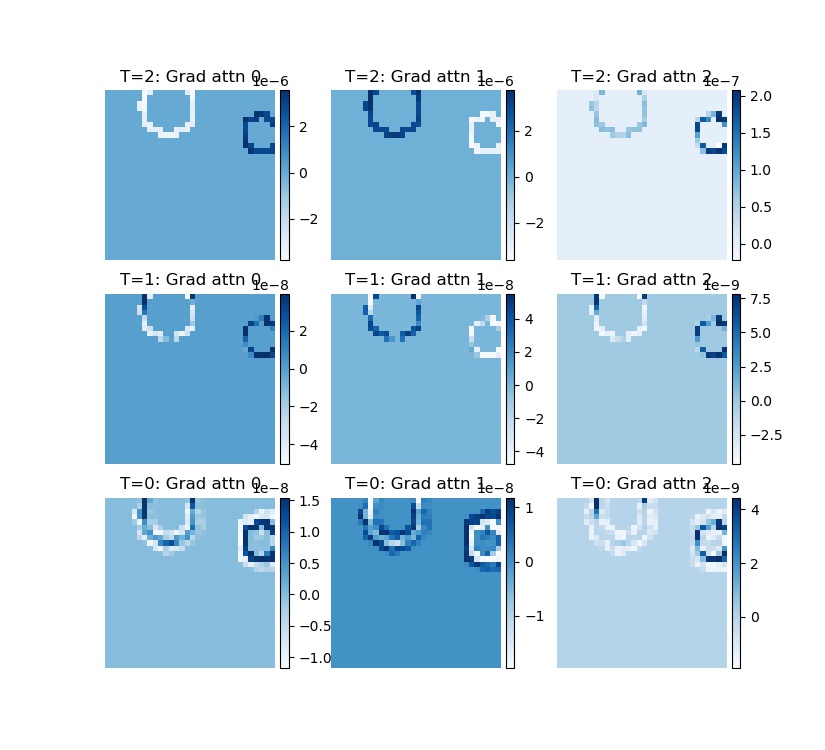 T=2: Grad attn 0
1e−6
2
0
−2
T=2: Grad attn 1
1e−6
2
0
−2
T=2: Grad attn 2
1e−7
2.0
1.5
1.0
0.5
0.0
T=1: Grad attn 0
1e−8
2
0
−2
−4
T=1: Grad attn 1
1e−8
4
2
0
−2
−4
T=1: Grad attn 2
1e−9
7.5
5.0
2.5
0.0
−2.5
T=0: Grad attn 0
1e−8
1.5
1.0
0.5
0.0
−0.5
−1.0
T=0: Grad attn 1
1e−8
1
0
−1
T=0: Grad attn 2
1e−9
4
2
0